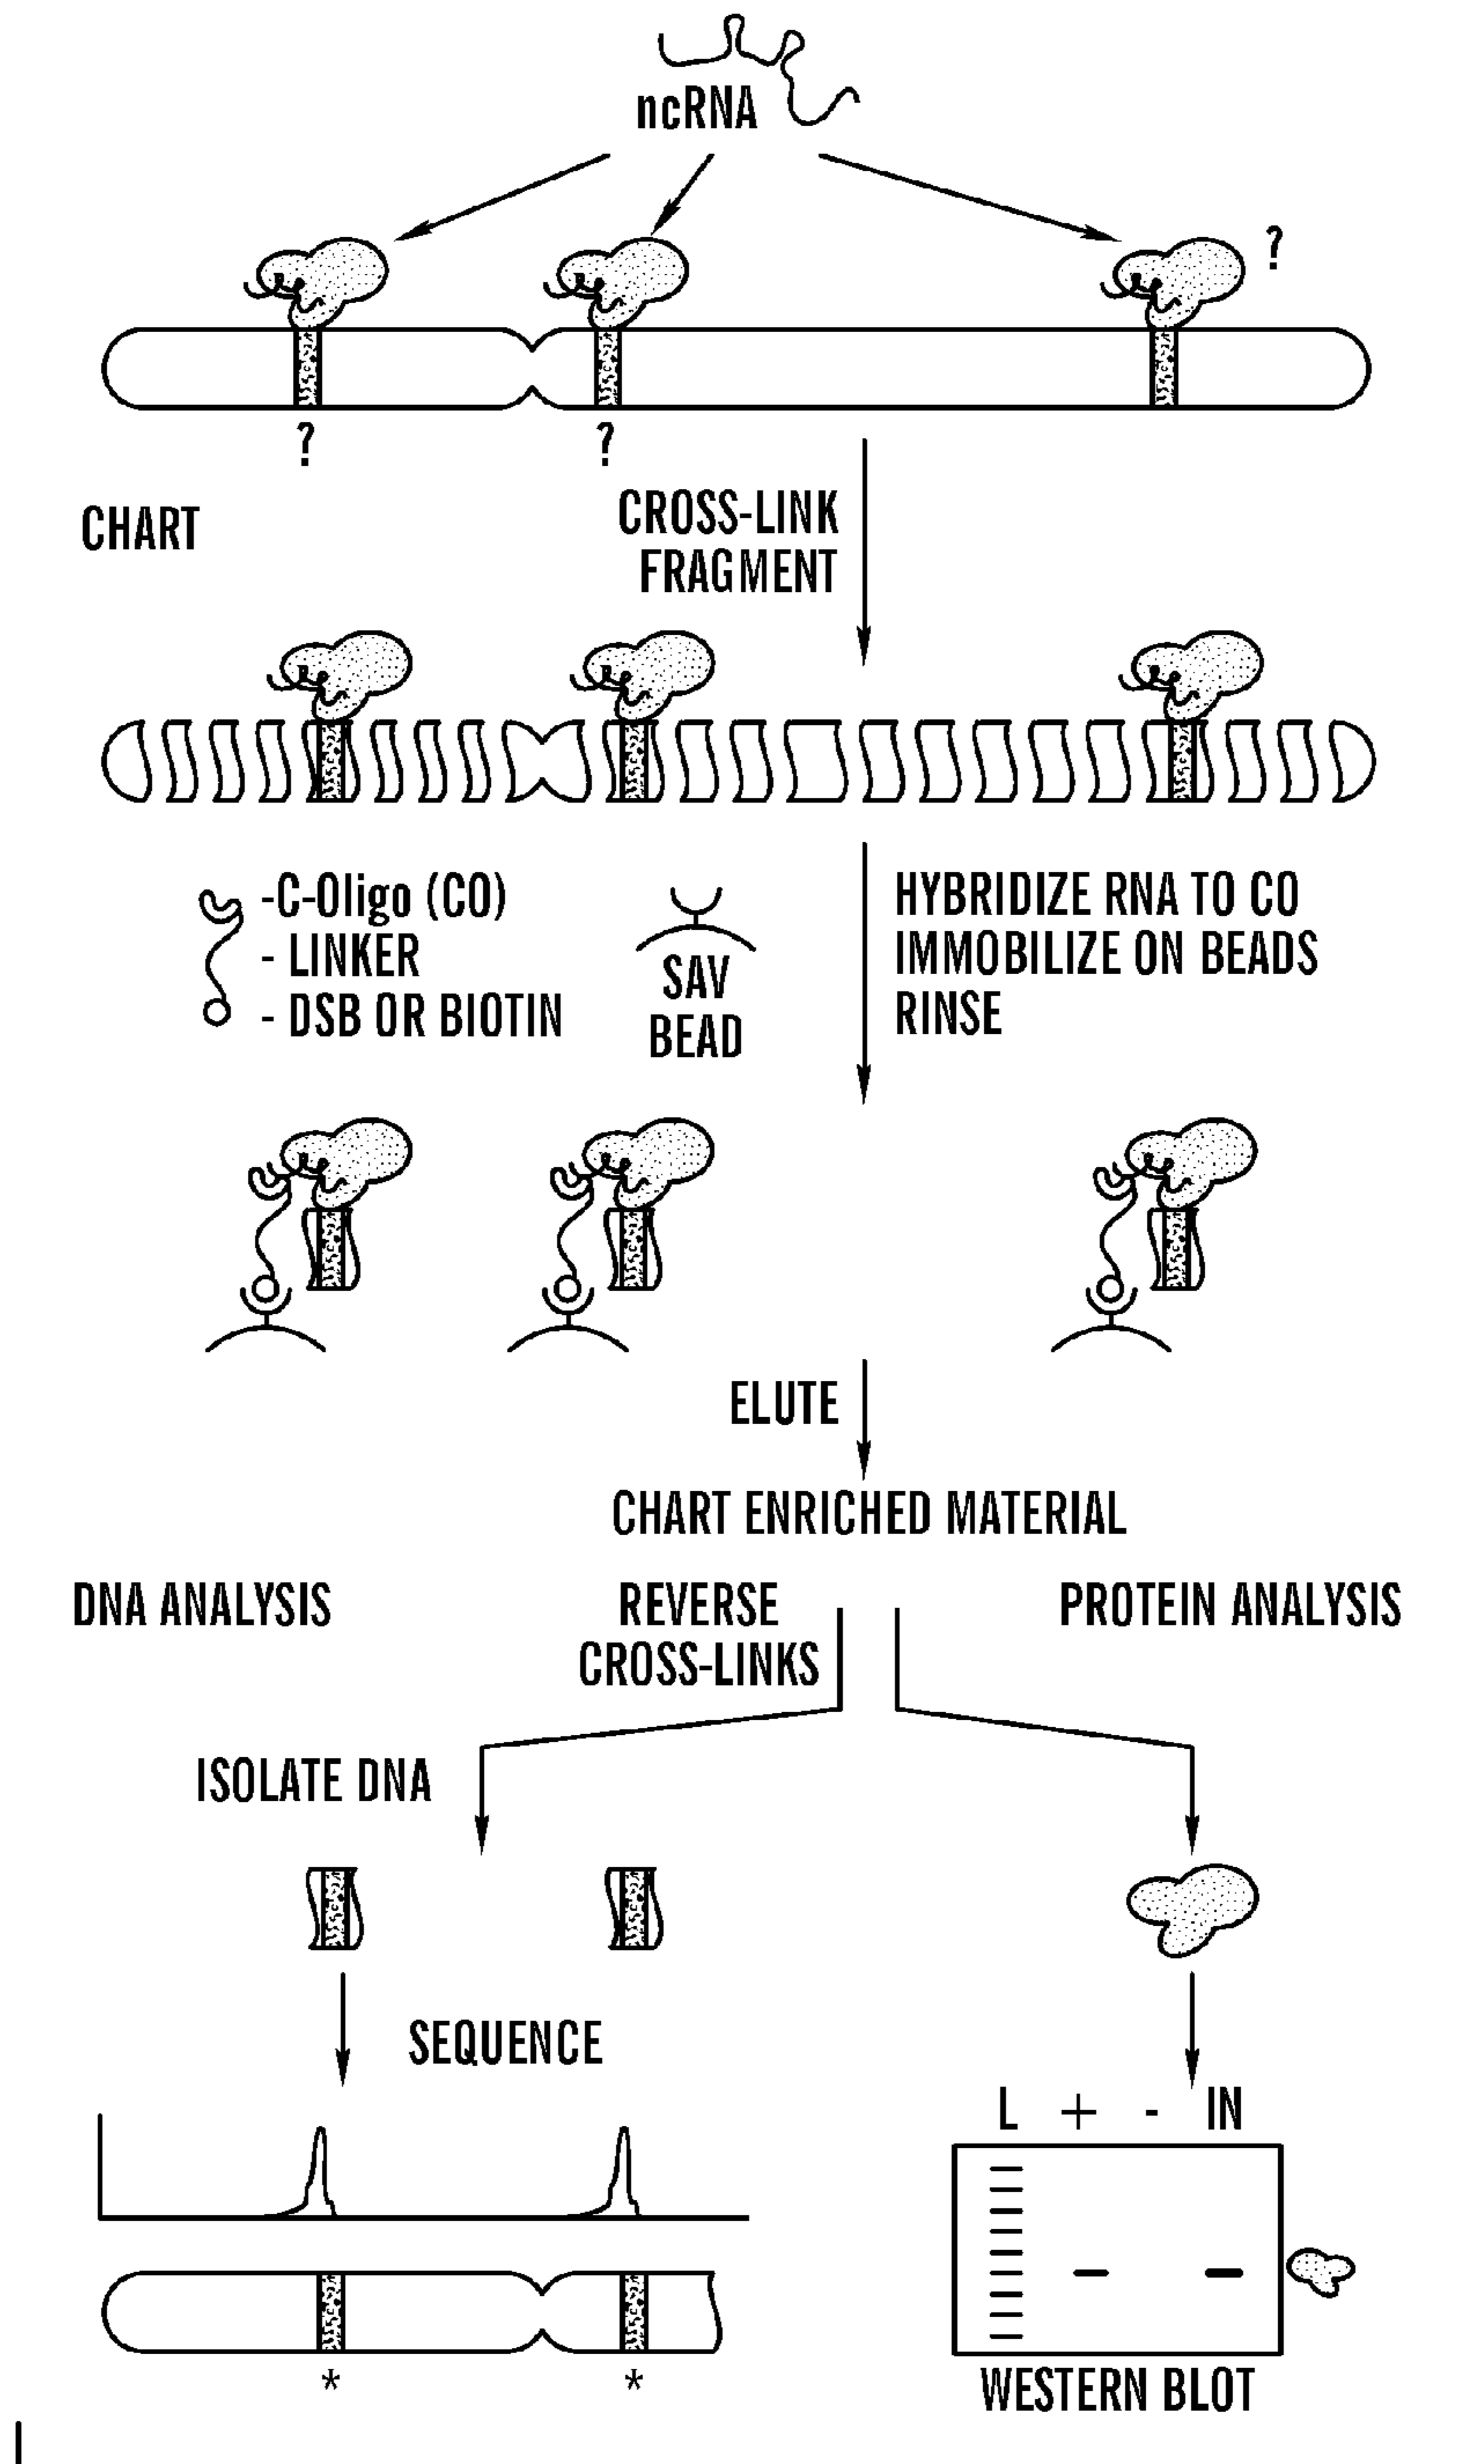 ncRNA
?
? ?
CHART
CROSS-LINK
FRAGMENT
-C-Oligo (CO)
- LINKER
- DSB OR BIOTIN
SAV
BEAD
HYBRIDIZE RNA TO CO
IMMOBILIZE ON BEADS
RINSE
ELUTE
CHART ENRICHED MATERIAL
DNA ANALYSIS
REVERSE
CROSS-LINKS
PROTEIN ANALYSIS
ISOLATE DNA
SEQUENCE
L + - IN
* *
WESTERN BLOT